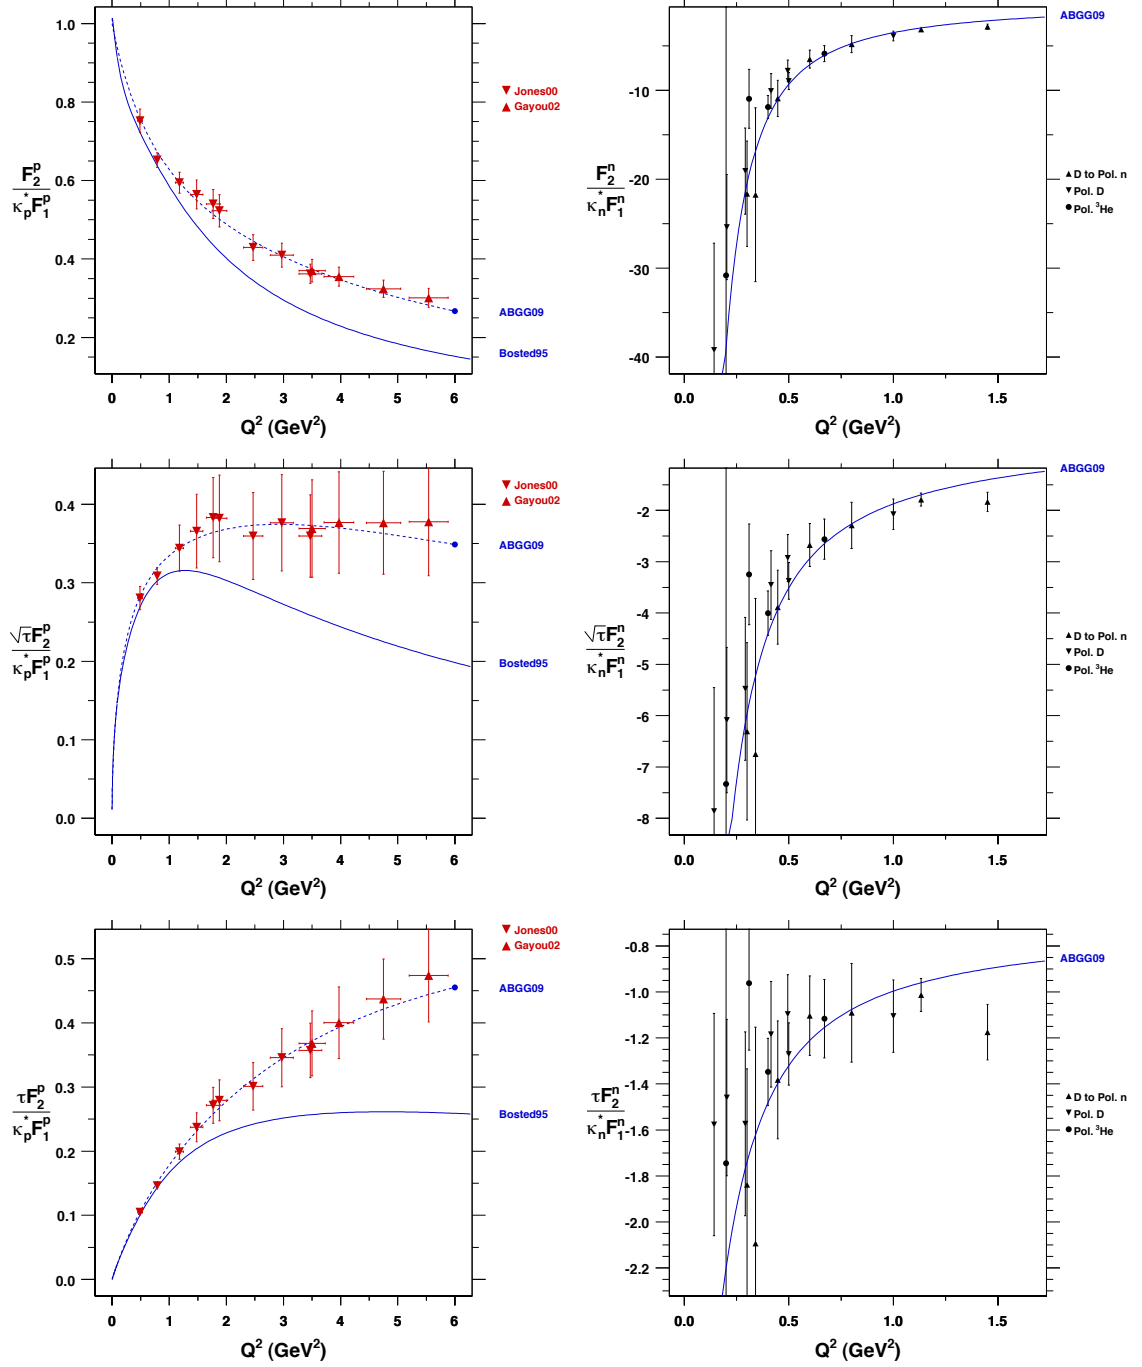 1.0
0.8
0.6
0.4
0.2
F₂ᵖ
κₚ*F₁ᵖ
0 1 2 3 4 5 6
Q² (GeV²)
Jones00
Gayou02
ABGG09
Bosted95
-10
-20
-30
-40
F₂ⁿ
κₙ*F₁ⁿ
0.0 0.5 1.0 1.5
Q² (GeV²)
ABGG09
D to Pol. n
Pol. D
Pol. ³He
0.4
0.3
0.2
0.1
0.0
√τF₂ᵖ
κₚ*F₁ᵖ
0 1 2 3 4 5 6
Q² (GeV²)
Jones00
Gayou02
ABGG09
Bosted95
-2
-3
-4
-5
-6
-7
-8
√τF₂ⁿ
κₙ*F₁ⁿ
0.0 0.5 1.0 1.5
Q² (GeV²)
ABGG09
D to Pol. n
Pol. D
Pol. ³He
0.5
0.4
0.3
0.2
0.1
0.0
τF₂ᵖ
κₚ*F₁ᵖ
0 1 2 3 4 5 6
Q² (GeV²)
Jones00
Gayou02
ABGG09
Bosted95
-0.8
-1.0
-1.2
-1.4
-1.6
-1.8
-2.0
-2.2
τF₂ⁿ
κₙ*F₁ⁿ
0.0 0.5 1.0 1.5
Q² (GeV²)
ABGG09
D to Pol. n
Pol. D
Pol. ³He